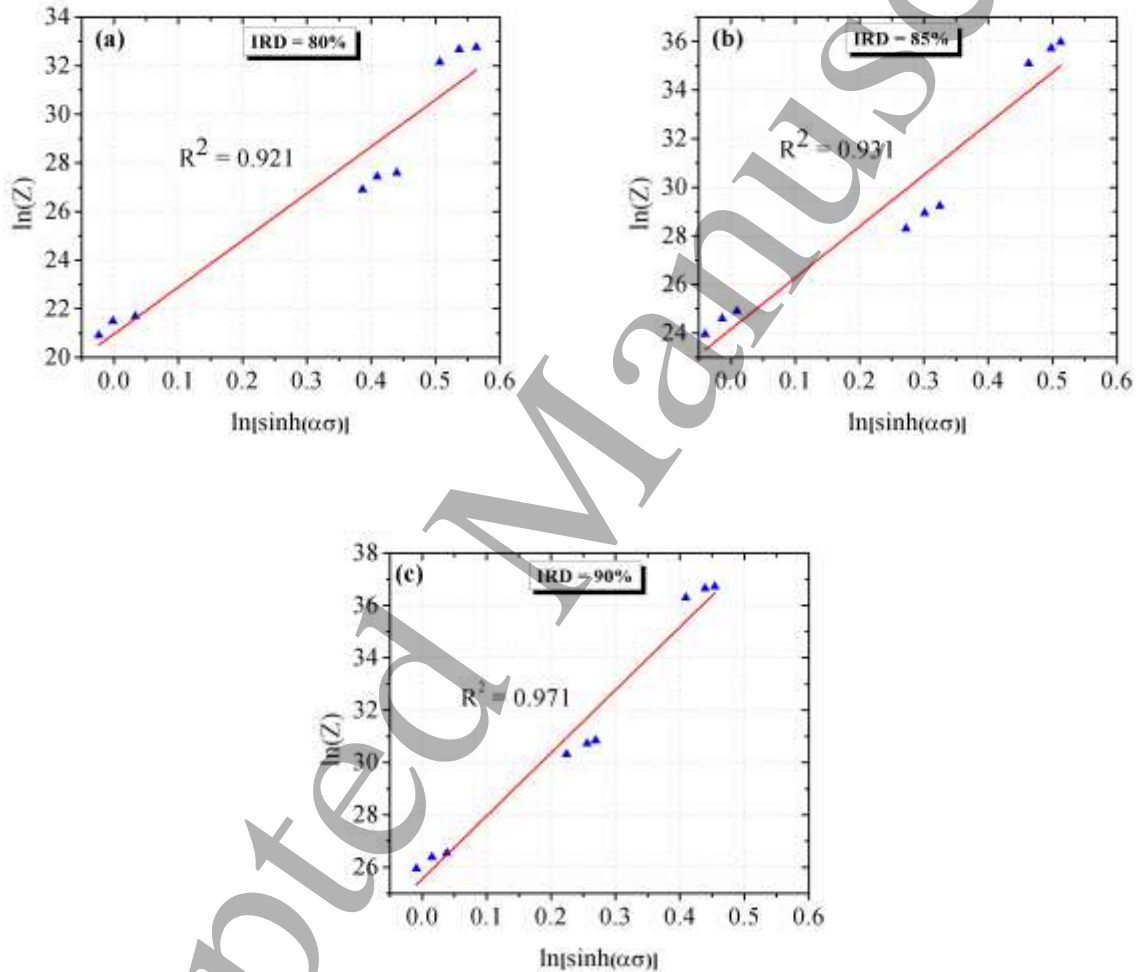 (a)
IRD = 80%
R² = 0.921
ln(Z)
34
32
30
28
26
24
22
20
0.0 0.1 0.2 0.3 0.4 0.5 0.6
ln[sinh(ασ)]
(b)
IRD = 85%
R² = 0.931
ln(Z)
36
34
32
30
28
26
24
0.0 0.1 0.2 0.3 0.4 0.5 0.6
ln[sinh(ασ)]
(c)
IRD = 90%
R² = 0.971
ln(Z)
38
36
34
32
30
28
26
0.0 0.1 0.2 0.3 0.4 0.5 0.6
ln[sinh(ασ)]
pted Manusc